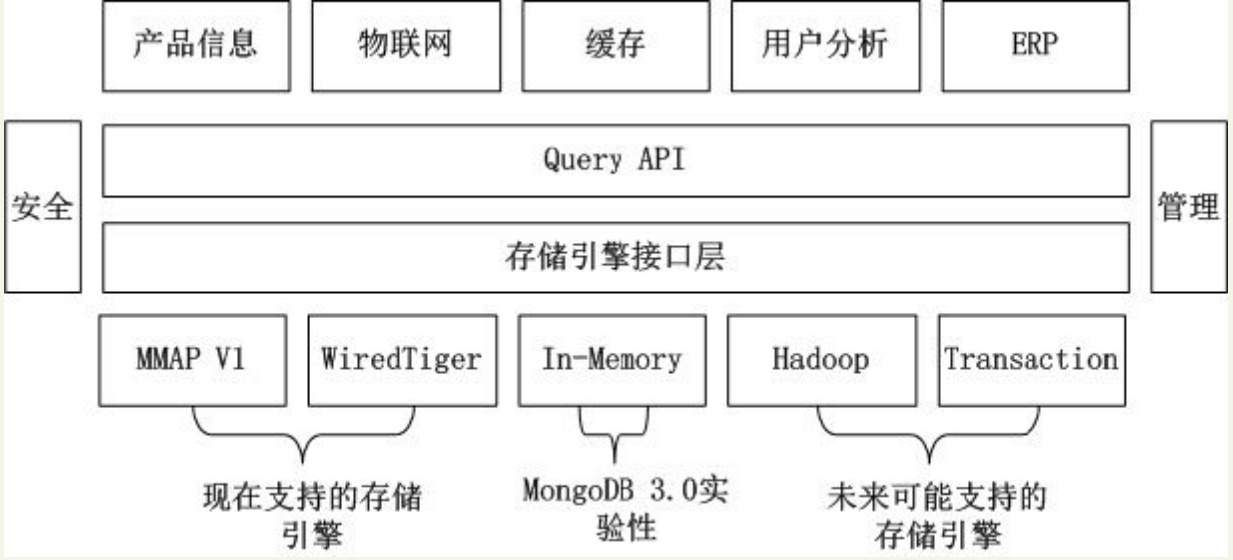 产品信息
物联网
缓存
用户分析
ERP
安全
Query API
管理
存储引擎接口层
MMAP V1
WiredTiger
In-Memory
Hadoop
Transaction
现在支持的存储
引擎
MongoDB 3.0实
验性
未来可能支持的
存储引擎